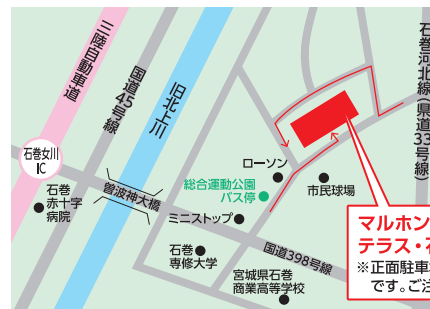 三陸自動車道
国道45号線
旧北上川
石巻河北線(県道33
石巻女川
IC
石巻
赤十字
病院
曽波神大橋
総合運動公園
バス停
ローソン
市民球場
ミニストップ
石巻
専修大学
国道398号線
宮城県石巻
商業高等学校
マルホン
テラス・石
※正面駐車場
です。ご注